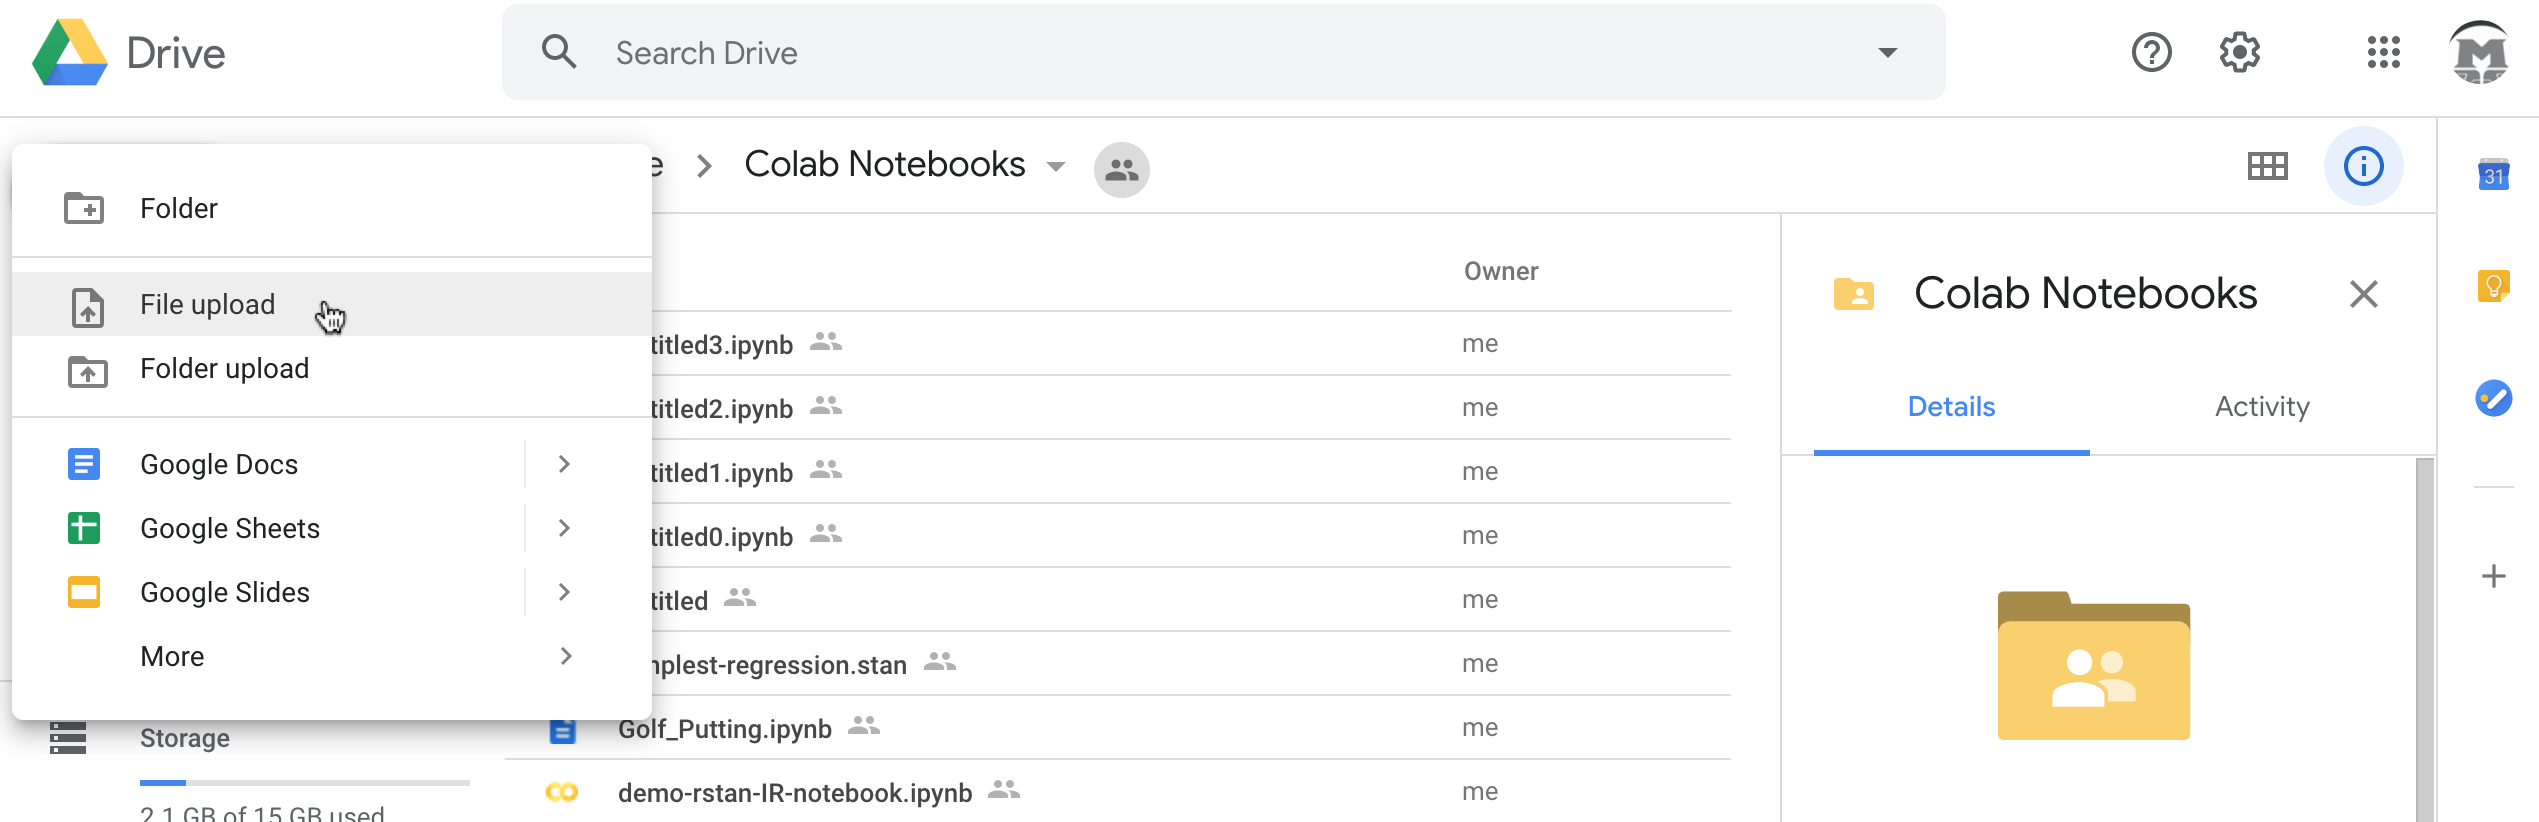 Drive
Search Drive
Colab Notebooks
31
Folder
File upload
Folder upload
Google Docs
Google Sheets
Google Slides
More
Storage
2.1 GB of 15 GB used
Owner
titled3.ipynb me
titled2.ipynb me
titled1.ipynb me
titled0.ipynb me
titled me
mplest-regression.stan me
Golf_Putting.ipynb me
demo-rstan-IR-notebook.ipynb me
Colab Notebooks
Details Activity